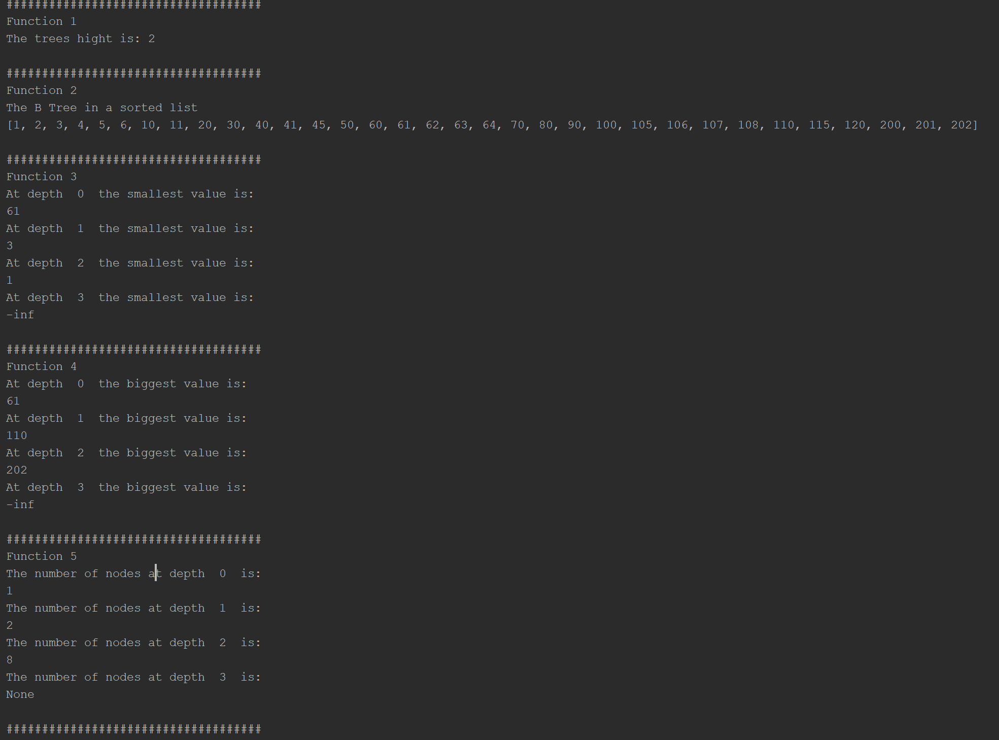 ####################################
Function 1
The trees hight is: 2
####################################
Function 2
The B Tree in a sorted list
[1, 2, 3, 4, 5, 6, 10, 11, 20, 30, 40, 41, 45, 50, 60, 61, 62, 63, 64, 70, 80, 90, 100, 105, 106, 107, 108, 110, 115, 120, 200, 201, 202]
####################################
Function 3
At depth  0  the smallest value is:
61
At depth  1  the smallest value is:
3
At depth  2  the smallest value is:
1
At depth  3  the smallest value is:
-inf
####################################
Function 4
At depth  0  the biggest value is:
61
At depth  1  the biggest value is:
110
At depth  2  the biggest value is:
202
At depth  3  the biggest value is:
-inf
####################################
Function 5
The number of nodes at depth  0  is:
1
The number of nodes at depth  1  is:
2
The number of nodes at depth  2  is:
8
The number of nodes at depth  3  is:
None
####################################